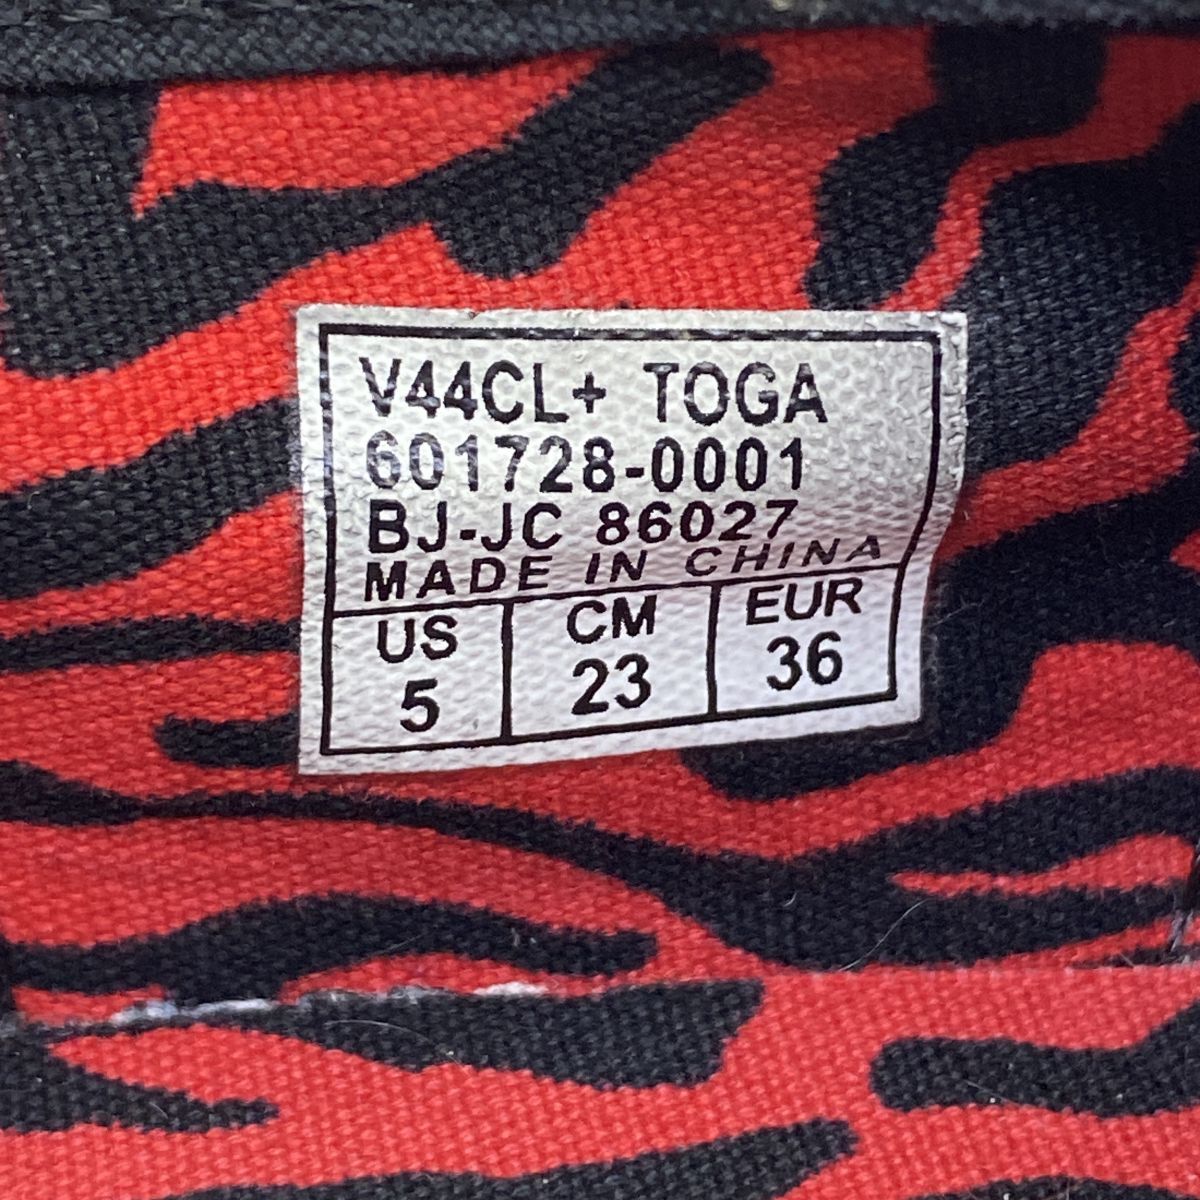 V44CL+ TOGA
601728-0001
BJ-JC 86027
MADE IN CHINA
US CM EUR
5 23 36